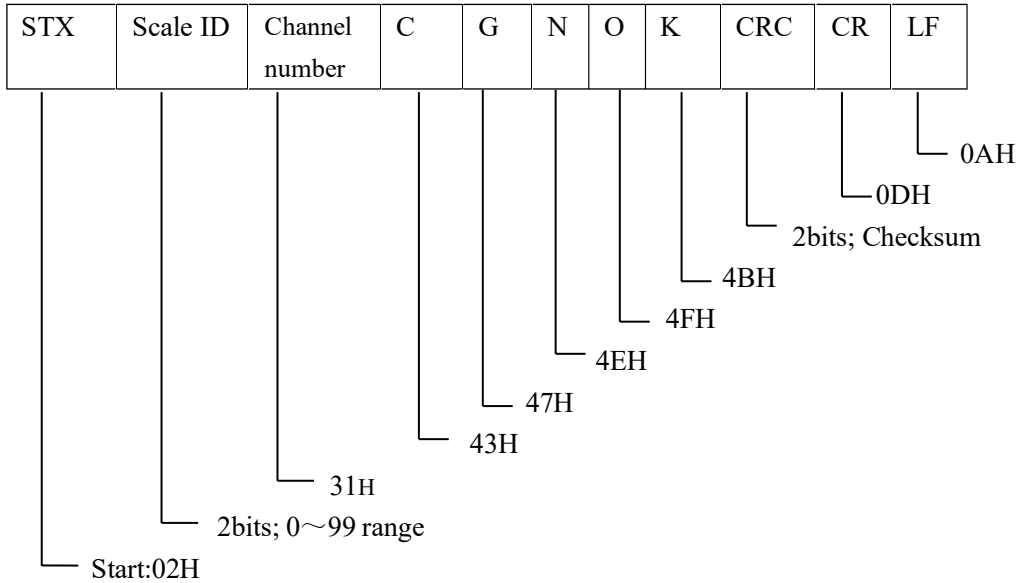 STX Scale ID Channel number C G N O K CRC CR LF
0AH
0DH
2bits; Checksum
4BH
4FH
4EH
47H
43H
31H
2bits; 0～99 range
Start:02H